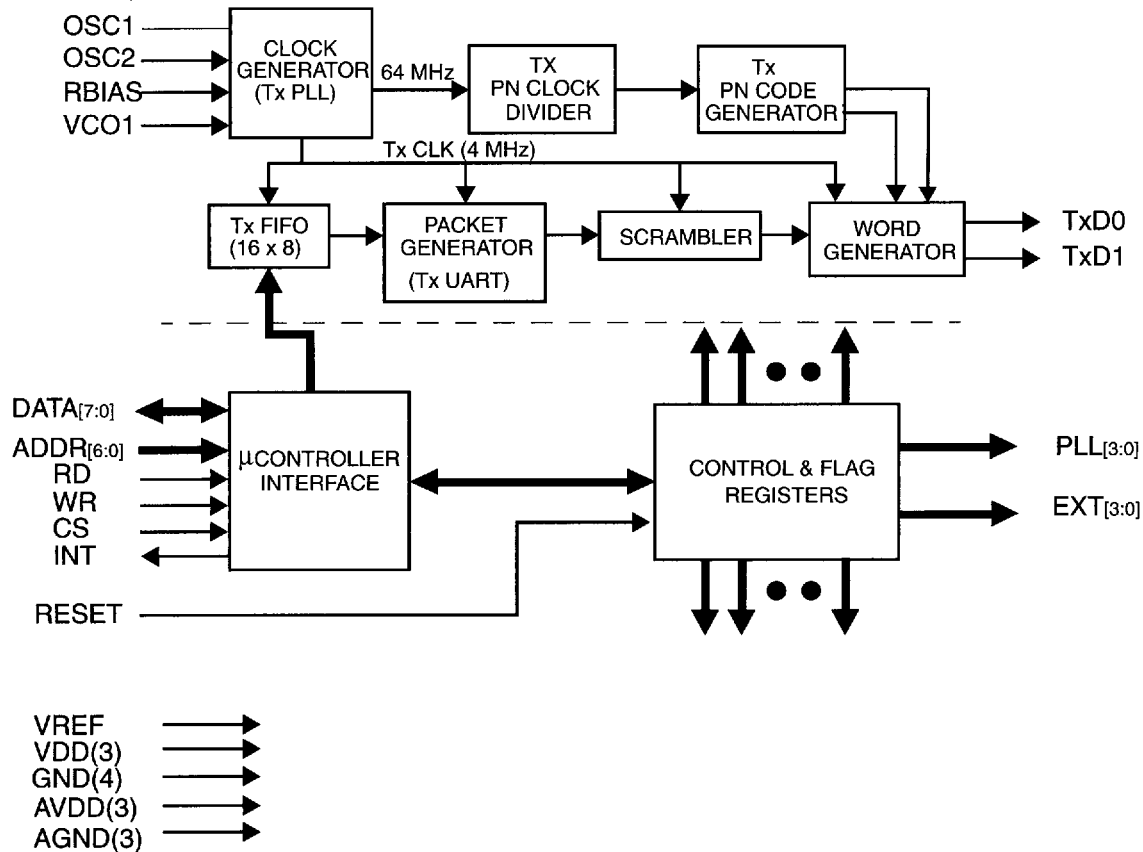 OSC1
OSC2
RBIAS
VCO1
CLOCK
GENERATOR
(Tx PLL)
64 MHz
TX
PN CLOCK
DIVIDER
Tx
PN CODE
GENERATOR
Tx CLK (4 MHz)
Tx FIFO
(16 x 8)
PACKET
GENERATOR
(Tx UART)
SCRAMBLER
WORD
GENERATOR
TxD0
TxD1
DATA[7:0]
ADDR[6:0]
RD
WR
CS
INT
µCONTROLLER
INTERFACE
CONTROL & FLAG
REGISTERS
PLL[3:0]
EXT[3:0]
RESET
VREF
VDD(3)
GND(4)
AVDD(3)
AGND(3)